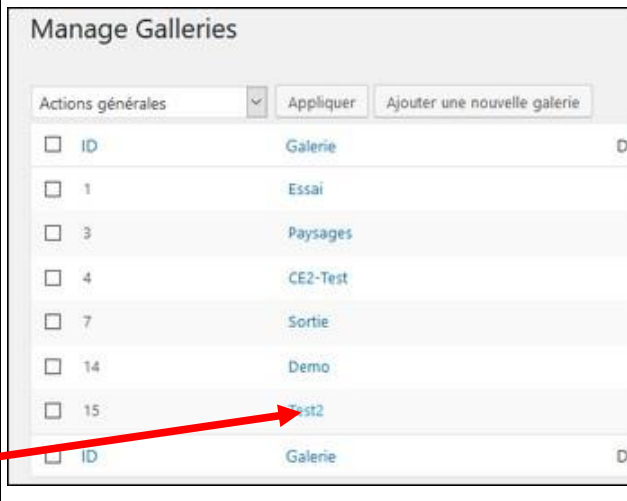 Manage Galleries
Actions générales Appliquer Ajouter une nouvelle galerie
ID Galerie D
1 Essai
3 Paysages
4 CE2-Test
7 Sortie
14 Demo
15 Test2
ID Galerie D